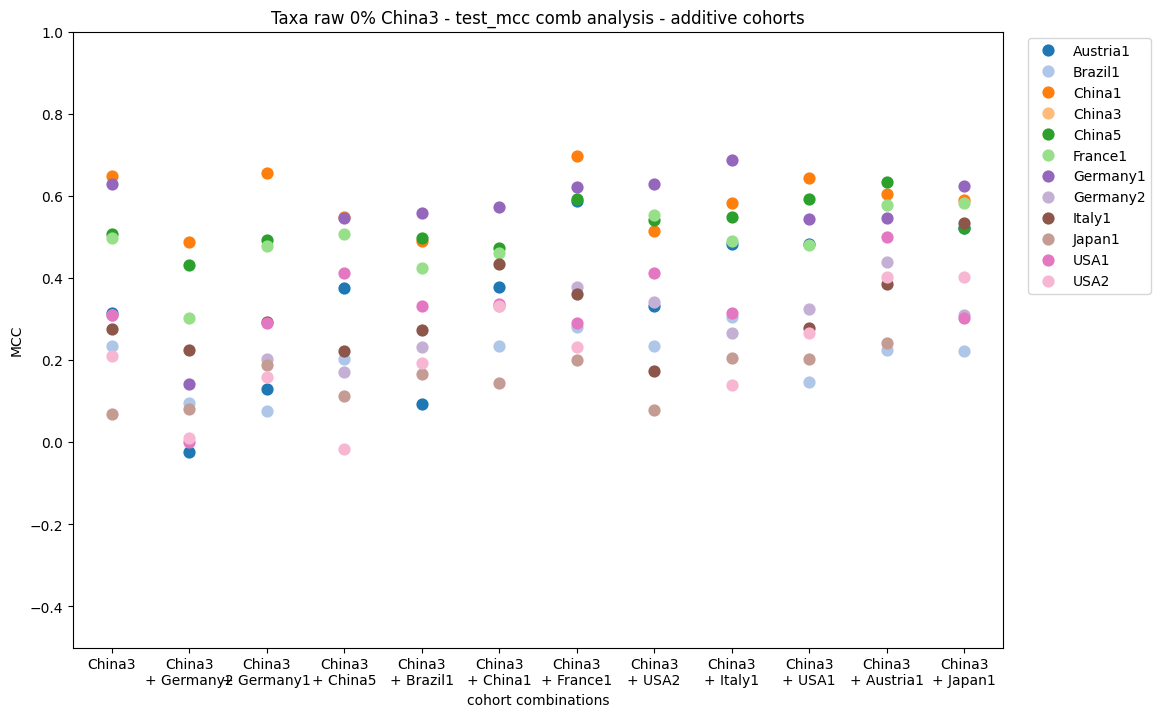 Taxa raw 0% China3 - test_mcc comb analysis - additive cohorts
MCC
1.0
0.8
0.6
0.4
0.2
0.0
−0.2
−0.4
China3
China3
+ Germany2
China3
+ Germany1
China3
+ China5
China3
+ Brazil1
China3
+ China1
China3
+ France1
China3
+ USA2
China3
+ Italy1
China3
+ USA1
China3
+ Austria1
China3
+ Japan1
cohort combinations
Austria1
Brazil1
China1
China3
China5
France1
Germany1
Germany2
Italy1
Japan1
USA1
USA2